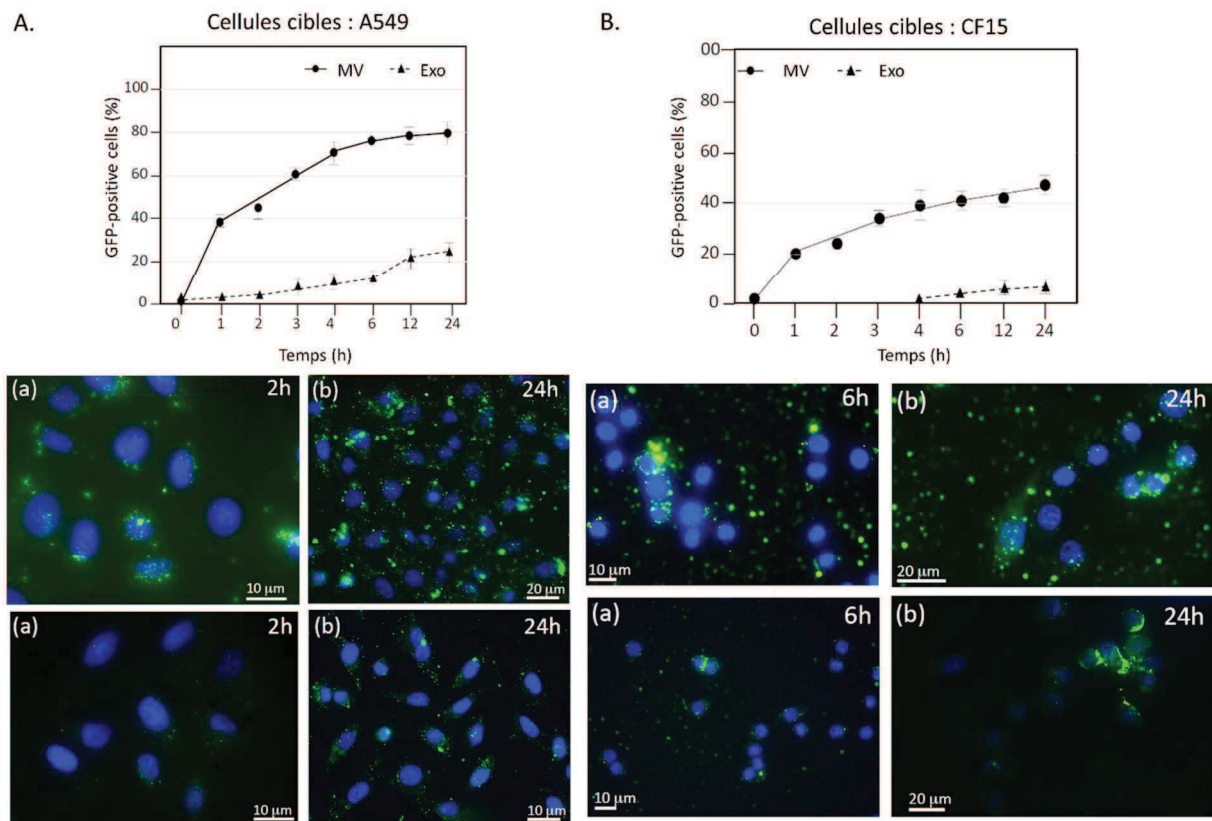 A.
Cellules cibles : A549
MV
Exo
GFP-positive cells (%)
100
80
60
40
20
0
0 1 2 3 4 6 12 24
Temps (h)
B.
Cellules cibles : CF15
MV
Exo
GFP-positive cells (%)
00
80
60
40
20
0
0 1 2 3 4 6 12 24
Temps (h)
(a)
2h
10 µm
(b)
24h
20 µm
(a)
6h
10 µm
(b)
24h
20 µm
(a)
2h
10 µm
(b)
24h
10 µm
(a)
6h
10 µm
(b)
24h
20 µm